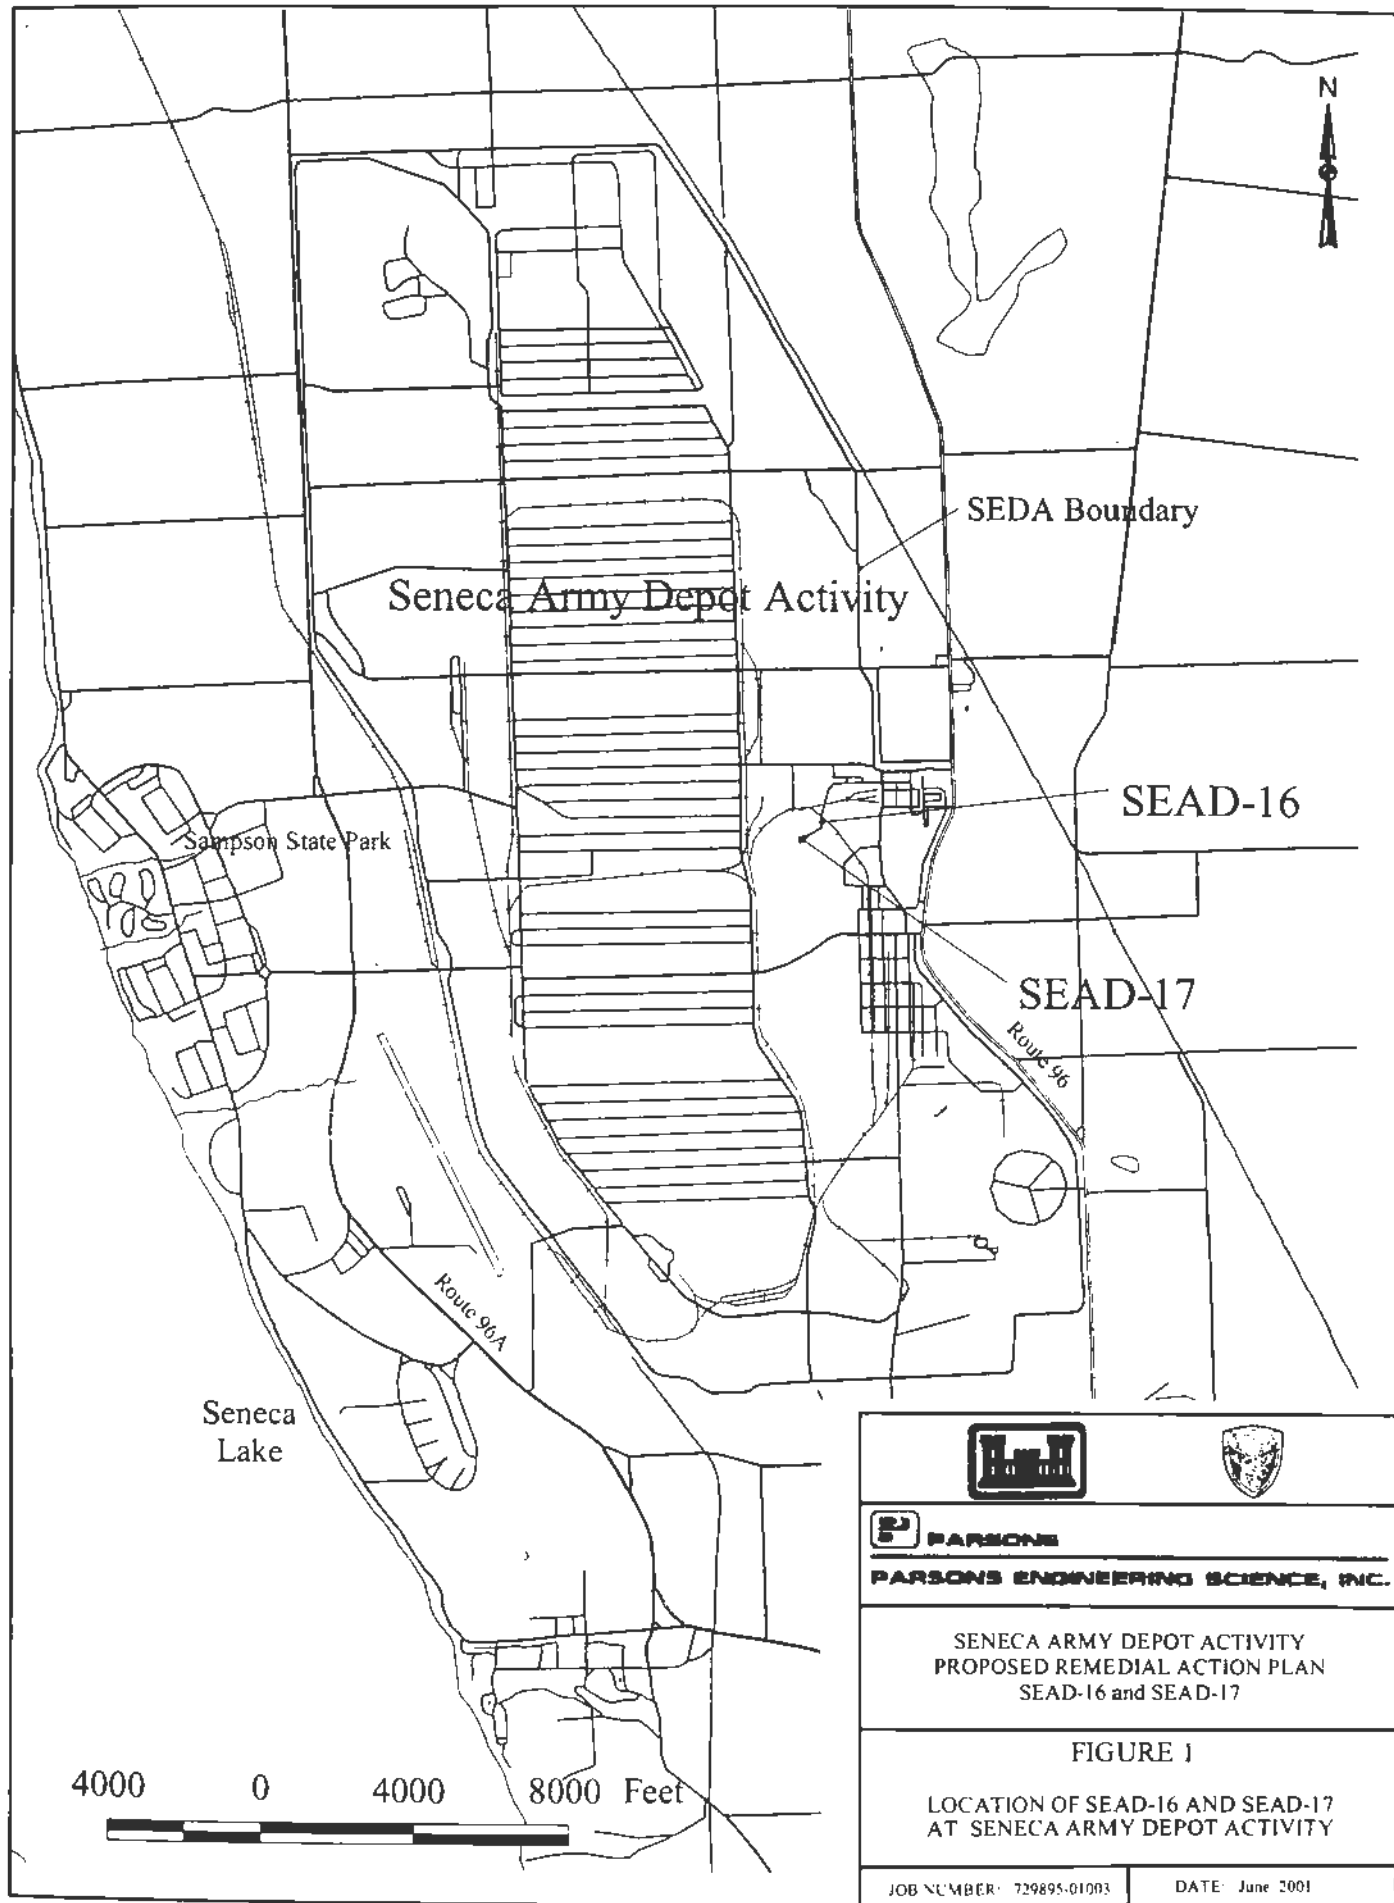 N
SEDA Boundary
Seneca Army Depot Activity
SEAD-16
Sampson State Park
SEAD-17
Route 96
Route 96A
Seneca
Lake
4000 0 4000 8000 Feet
PARSONS
PARSONS ENGINEERING SCIENCE, INC.
SENECA ARMY DEPOT ACTIVITY
PROPOSED REMEDIAL ACTION PLAN
SEAD-16 and SEAD-17
FIGURE 1
LOCATION OF SEAD-16 AND SEAD-17
AT SENECA ARMY DEPOT ACTIVITY
JOB NUMBER: 729895-01003
DATE: June 2001